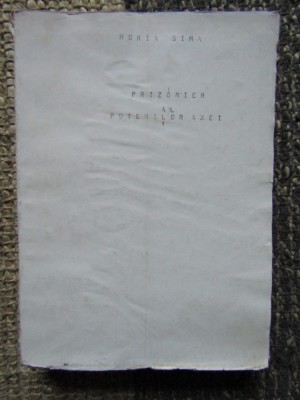 HORIA SIMA
PRIZONIER
AL
PUTERILOR AXEI